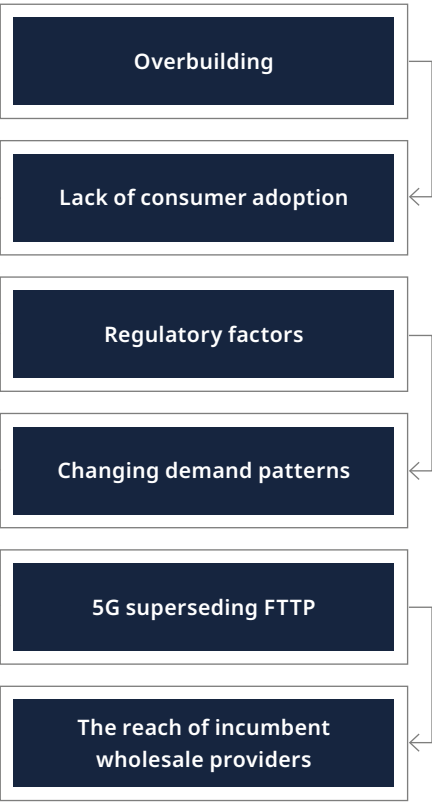 Overbuilding
Lack of consumer adoption
Regulatory factors
Changing demand patterns
5G superseding FTTP
The reach of incumbent
wholesale providers